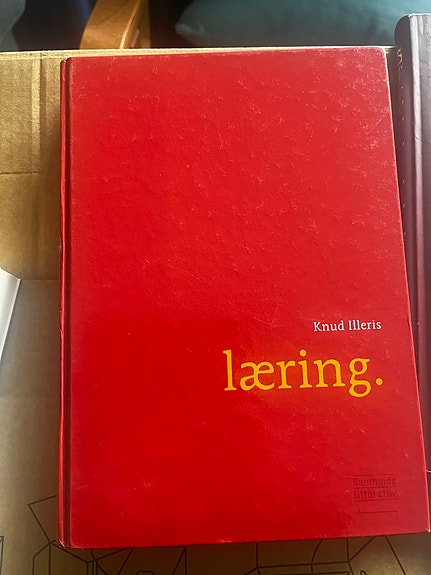 Knud Illeris
læring.
Samfunds
litteratur